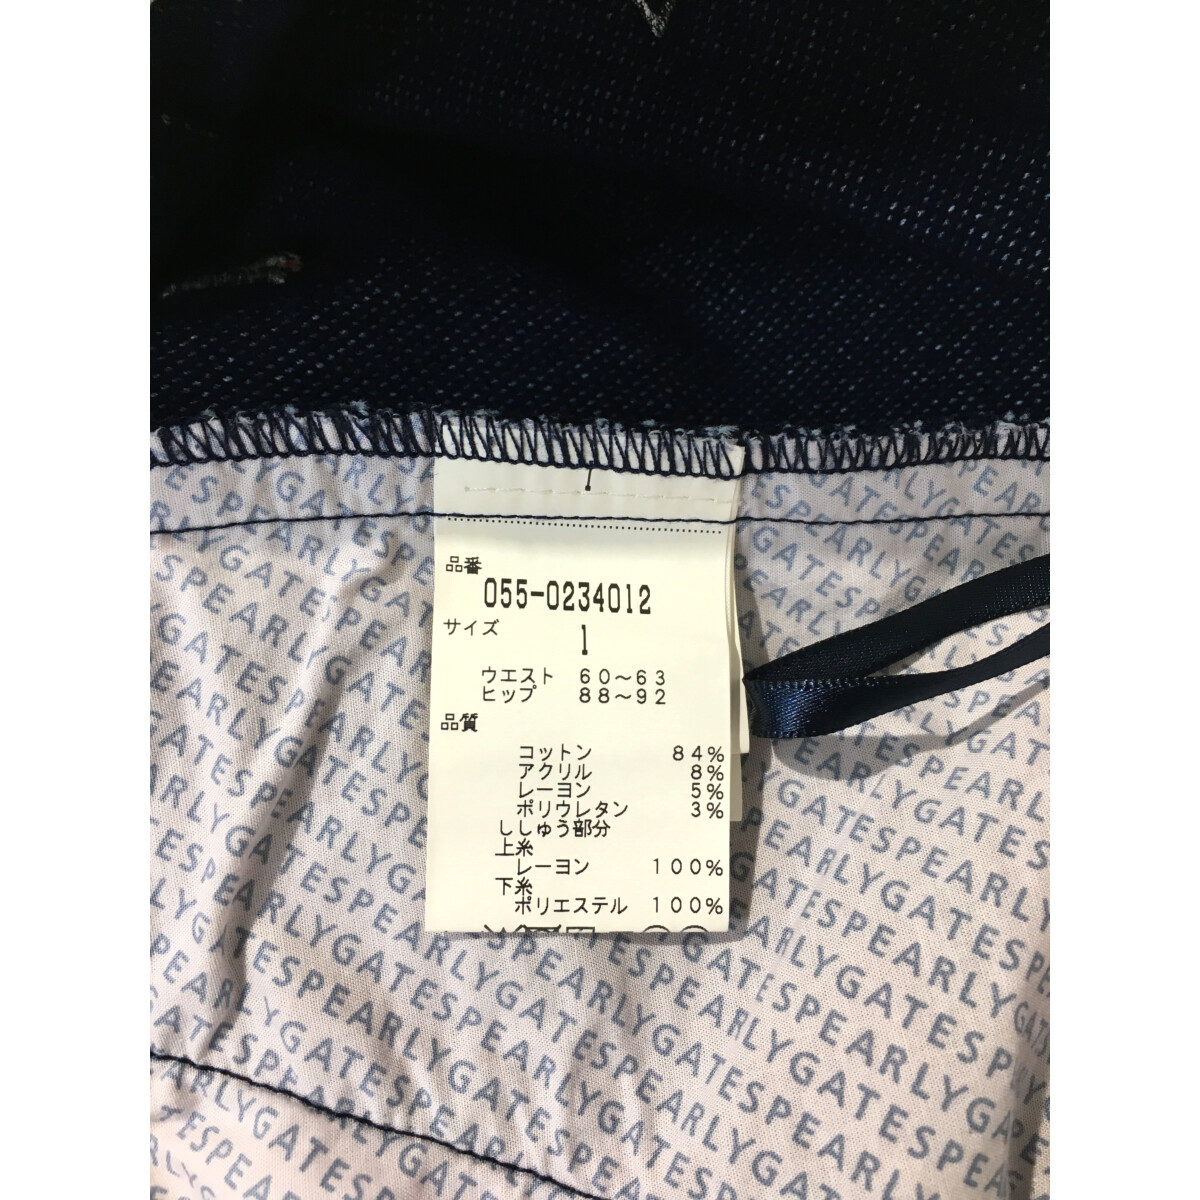 品番
055-0234012
サイズ
1
ウエスト 60～63
ヒップ 88～92
品質
コットン 84%
アクリル 8%
レーヨン 5%
ポリウレタン 3%
ししゅう部分
上糸
レーヨン 100%
下糸
ポリエステル 100%
PEARLYGATES